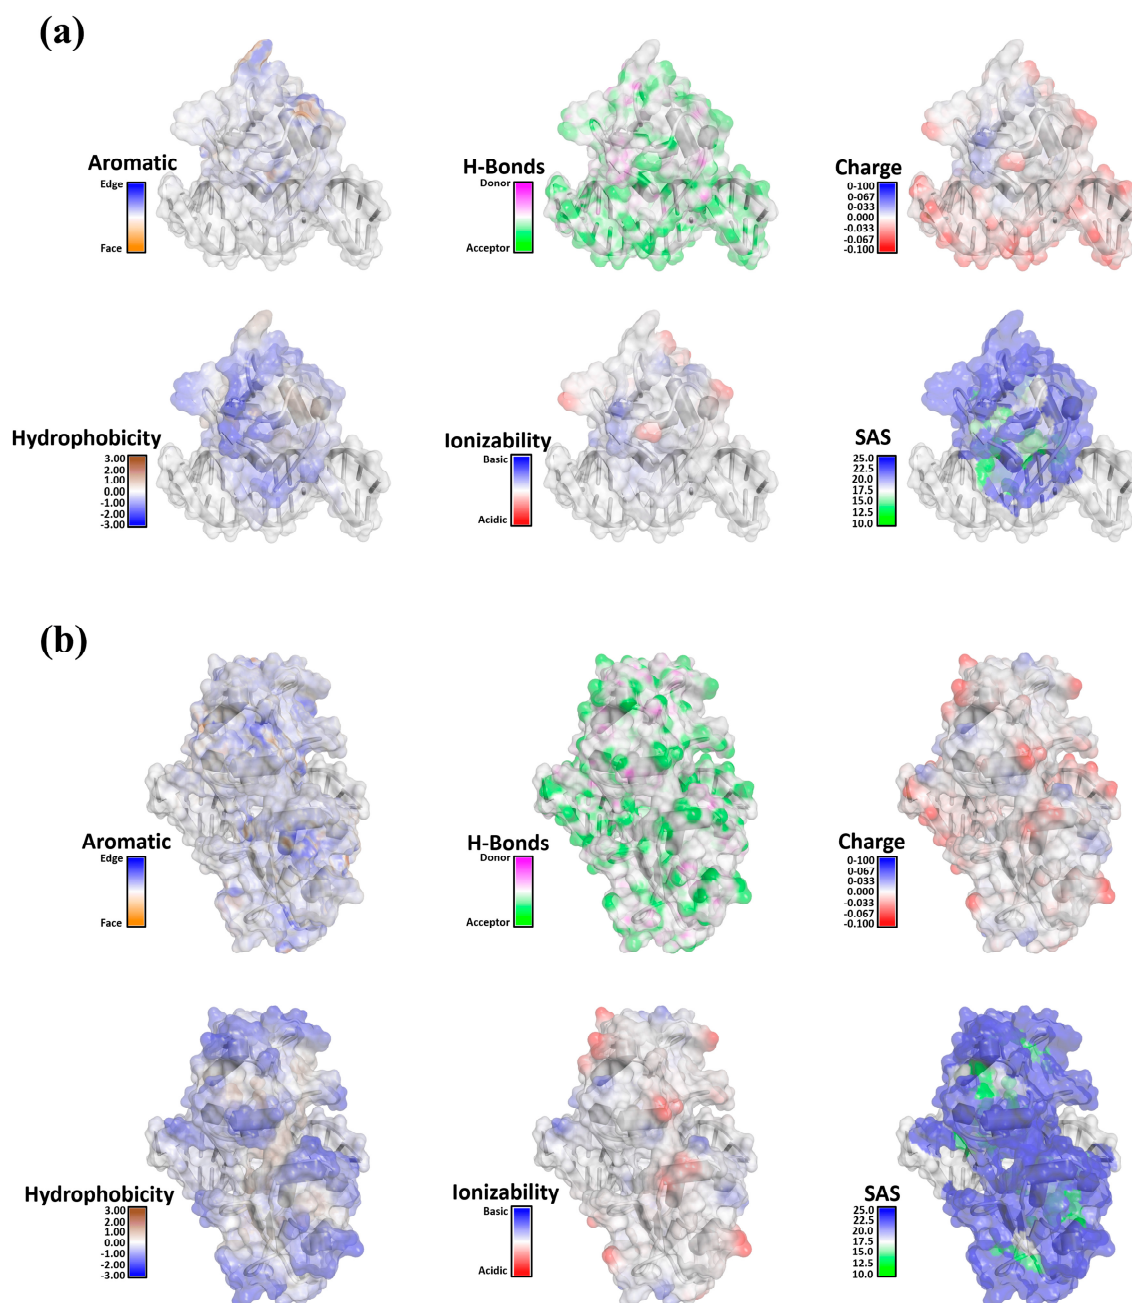 (a)
Aromatic
Edge
Face
H-Bonds
Donor
Acceptor
Charge
0-100
0-067
0-033
0.000
-0.033
-0.067
-0.100
Hydrophobicity
3.00
2.00
1.00
0.00
-1.00
-2.00
-3.00
Ionizability
Basic
Acidic
SAS
25.0
22.5
20.0
17.5
15.0
12.5
10.0
(b)
Aromatic
Edge
Face
H-Bonds
Donor
Acceptor
Charge
0-100
0-067
0-033
0.000
-0.033
-0.067
-0.100
Hydrophobicity
3.00
2.00
1.00
0.00
-1.00
-2.00
-3.00
Ionizability
Basic
Acidic
SAS
25.0
22.5
20.0
17.5
15.0
12.5
10.0